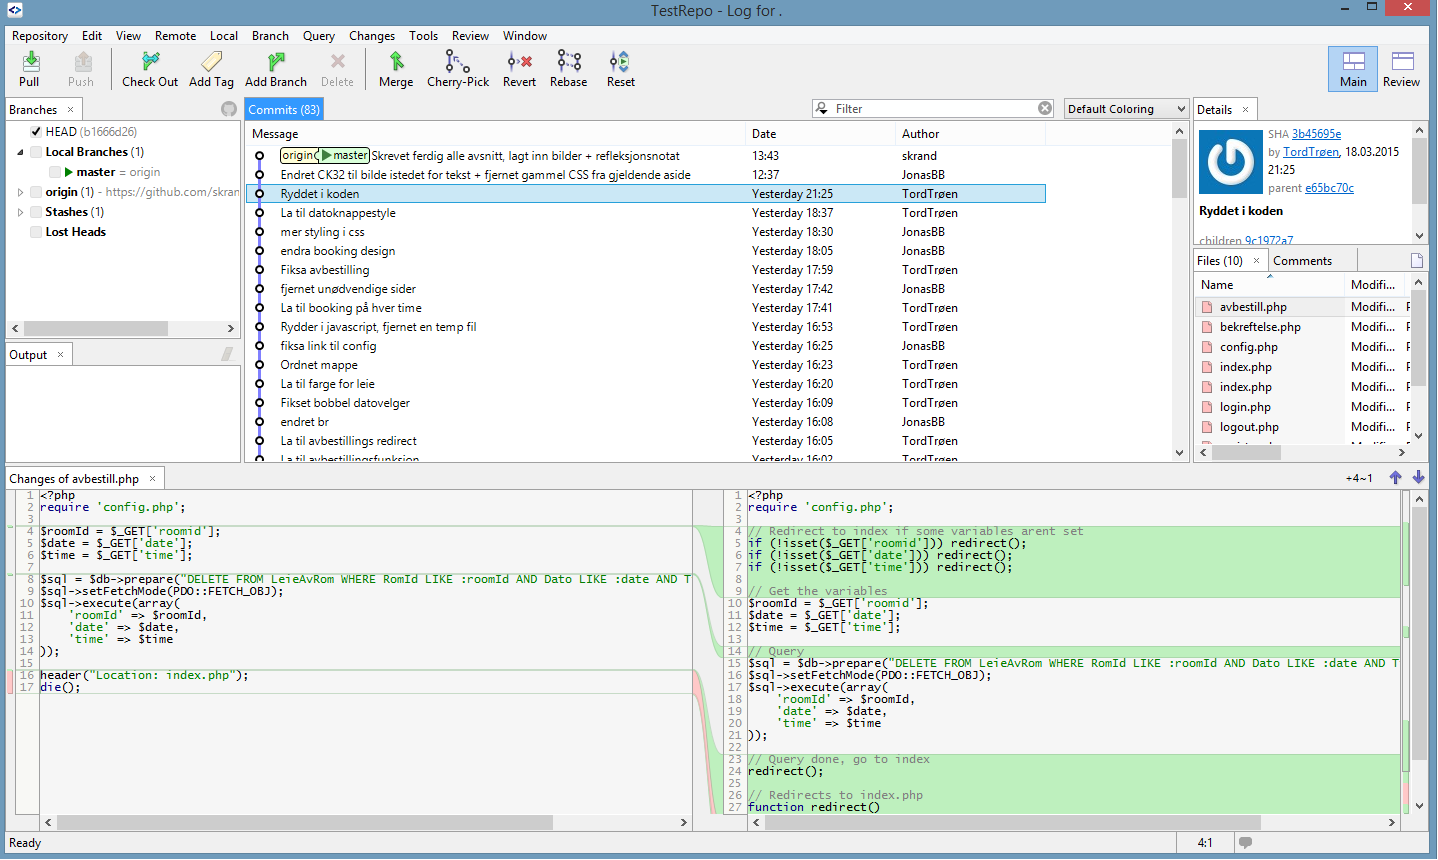 TestRepo - Log for .
Repository Edit View Remote Local Branch Query Changes Tools Review Window
Pull Push Check Out Add Tag Add Branch Delete Merge Cherry-Pick Revert Rebase Reset Main Review
Branches
HEAD (b1666d26)
Local Branches (1)
master = origin
origin (1) - https://github.com/skran
Stashes (1)
Lost Heads
Output
Commits (83)
Filter
Default Coloring
Message Date Author
origin master Skrevet ferdig alle avsnitt, lagt inn bilder + refleksjonsnotat 13:43 skrand
Endret CK32 til bilde istedet for tekst + fjernet gammel CSS fra gjeldende aside 12:37 JonasBB
Ryddet i koden Yesterday 21:25 TordTrøen
La til datoknappestyle Yesterday 18:37 TordTrøen
mer styling i css Yesterday 18:30 JonasBB
endra booking design Yesterday 18:05 JonasBB
Fiksa avbestilling Yesterday 17:59 TordTrøen
fjernet unødvendige sider Yesterday 17:42 JonasBB
La til booking på hver time Yesterday 17:41 TordTrøen
Rydder i javascript, fjernet en temp fil Yesterday 16:53 TordTrøen
fiksa link til config Yesterday 16:25 JonasBB
Ordnet mappe Yesterday 16:23 TordTrøen
La til farge for leie Yesterday 16:20 TordTrøen
Fikset bobbel datovelger Yesterday 16:09 TordTrøen
endret br Yesterday 16:08 JonasBB
La til avbestillings redirect Yesterday 16:05 TordTrøen
La til avbestillingsfunksjon Yesterday 16:02 TordTrøen
Details
SHA 3b45695e
by TordTrøen, 18.03.2015
21:25
parent e65bc70c
Ryddet i koden
children 9c1972a7
Files (10) Comments
Name Modifi...
avbestill.php Modifi...
bekreftelse.php Modifi...
config.php Modifi...
index.php Modifi...
index.php Modifi...
login.php Modifi...
logout.php Modifi...
Changes of avbestill.php
+4~1
1 <?php
2 require 'config.php';
3
4 $roomId = $_GET['roomid'];
5 $date = $_GET['date'];
6 $time = $_GET['time'];
7
8 $sql = $db->prepare("DELETE FROM LeieAvRom WHERE RomId LIKE :roomId AND Dato LIKE :date AND T
9 $sql->setFetchMode(PDO::FETCH_OBJ);
10 $sql->execute(array(
11 'roomId' => $roomId,
12 'date' => $date,
13 'time' => $time
14 ));
15
16 header("Location: index.php");
17 die();
1 <?php
2 require 'config.php';
3
4 // Redirect to index if some variables arent set
5 if (!isset($_GET['roomid'])) redirect();
6 if (!isset($_GET['date'])) redirect();
7 if (!isset($_GET['time'])) redirect();
8
9 // Get the variables
10 $roomId = $_GET['roomid'];
11 $date = $_GET['date'];
12 $time = $_GET['time'];
13
14 // Query
15 $sql = $db->prepare("DELETE FROM LeieAvRom WHERE RomId LIKE :roomId AND Dato LIKE :date AND T
16 $sql->setFetchMode(PDO::FETCH_OBJ);
17 $sql->execute(array(
18 'roomId' => $roomId,
19 'date' => $date,
20 'time' => $time
21 ));
22
23 // Query done, go to index
24 redirect();
25
26 // Redirects to index.php
27 function redirect()
Ready
4:1